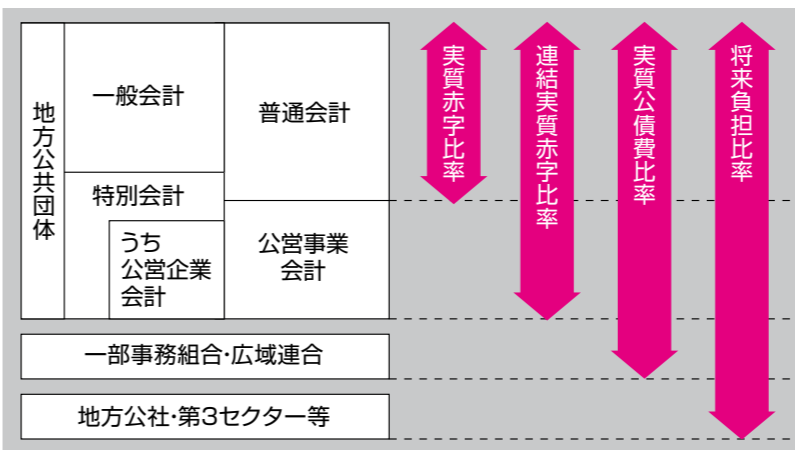 地方公共団体
一般会計
普通会計
特別会計
うち
公営企業
会計
公営事業
会計
一部事務組合・広域連合
地方公社・第3セクター等
実質赤字比率
連結実質赤字比率
実質公債費比率
将来負担比率